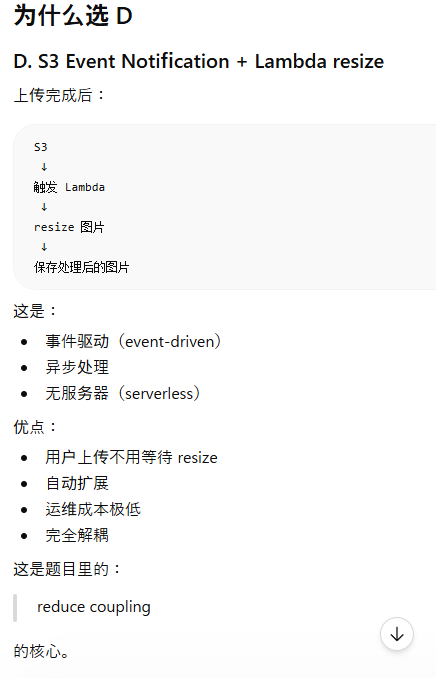 为什么选 D
D. S3 Event Notification + Lambda resize
上传完成后：
S3
↓
触发 Lambda
↓
resize 图片
↓
保存处理后的图片
这是：
• 事件驱动（event-driven）
• 异步处理
• 无服务器（serverless）
优点：
• 用户上传不用等待 resize
• 自动扩展
• 运维成本极低
• 完全解耦
这是题目里的：
reduce coupling
的核心。